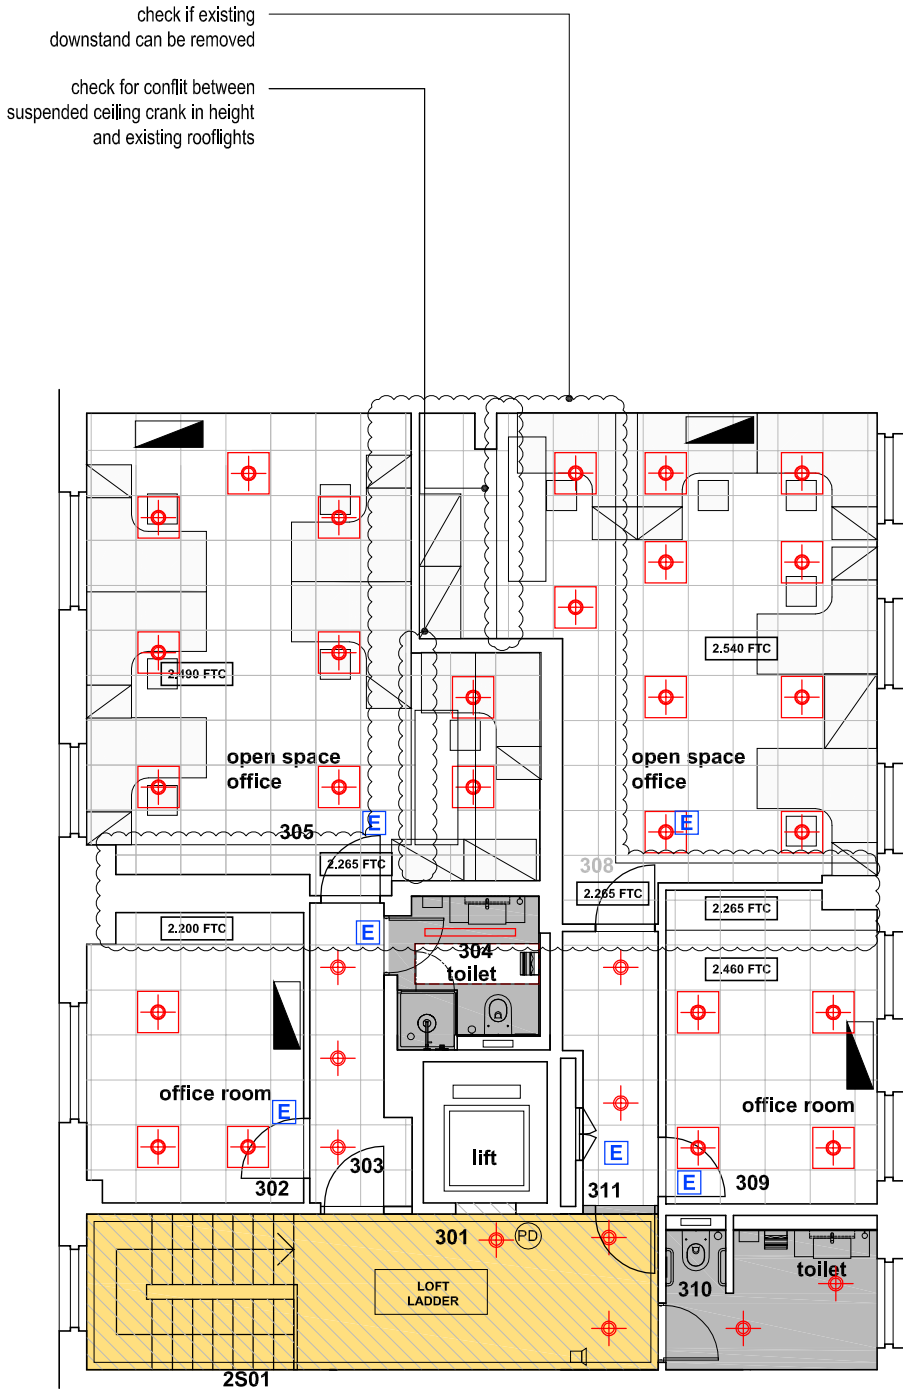 check if existing
downstand can be removed
check for conflit between
suspended ceiling crank in height
and existing rooflights
2.540 FTC
2.490 FTC
open space
office
open space
office
305
E
E
2.265 FTC
308
2.265 FTC
2.265 FTC
2.200 FTC
E
304
toilet
2.460 FTC
office room
E
office room
lift
E
303
302
311
E
309
301
PD
LOFT
LADDER
310
toilet
2S01